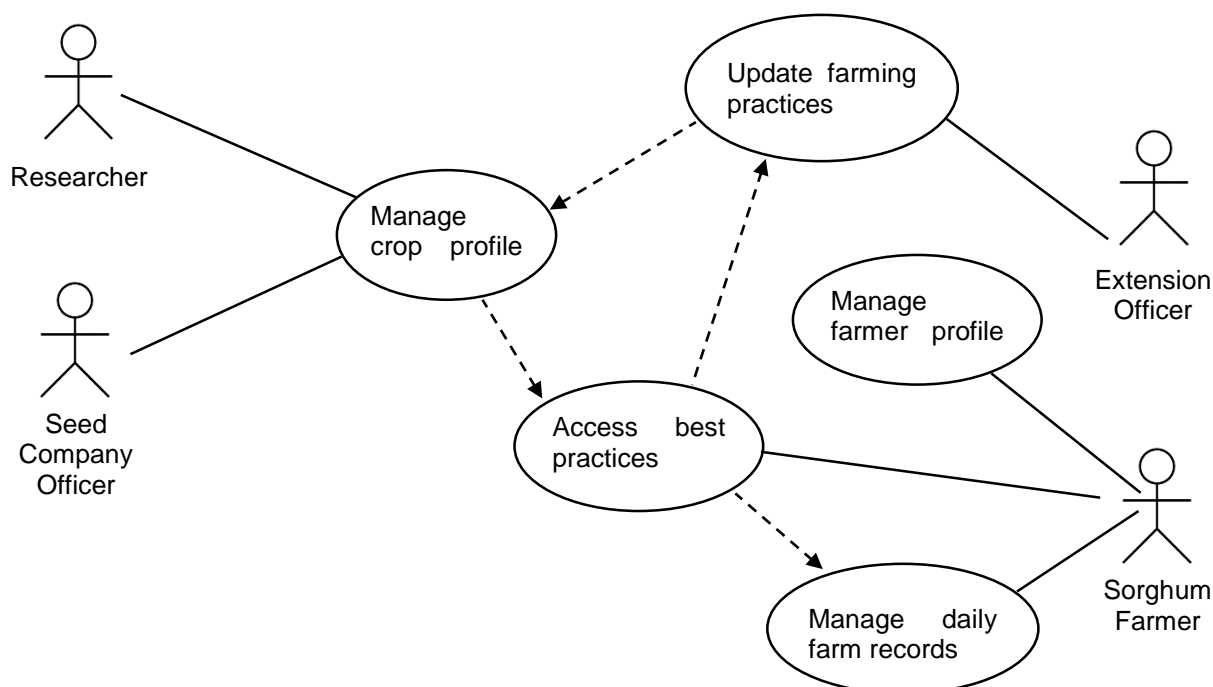 Researcher
Seed
Company
Officer
Manage
crop profile
Update farming
practices
Extension
Officer
Manage
farmer profile
Access best
practices
Sorghum
Farmer
Manage daily
farm records